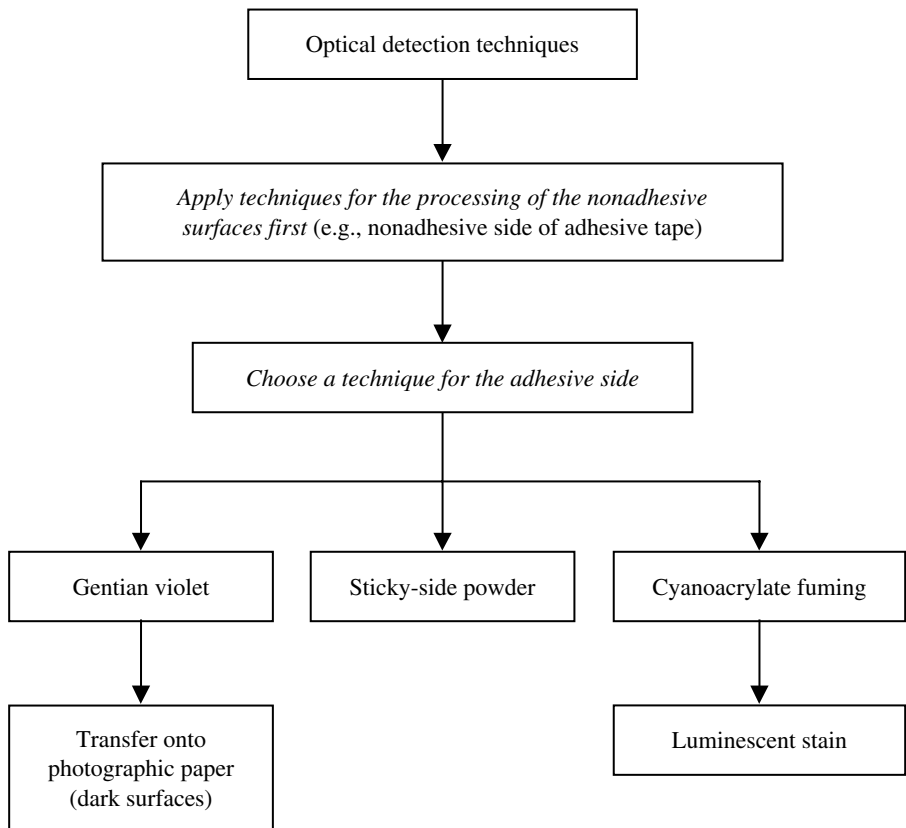 Optical detection techniques
Apply techniques for the processing of the nonadhesive
surfaces first (e.g., nonadhesive side of adhesive tape)
Choose a technique for the adhesive side
Gentian violet
Sticky-side powder
Cyanoacrylate fuming
Transfer onto
photographic paper
(dark surfaces)
Luminescent stain